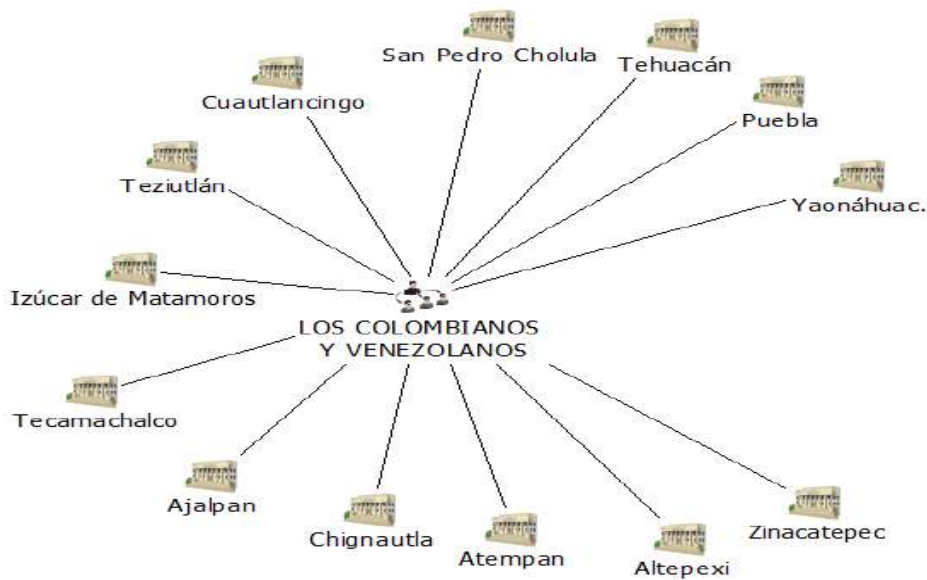 San Pedro Cholula
Tehuacán
Cuautlancingo
Puebla
Teziutlán
Yaonáhuac.
Izúcar de Matamoros
LOS COLOMBIANOS
Y VENEZOLANOS
Tecamachalco
Ajalpan
Chignautla
Atempan
Altepexi
Zinacatepec